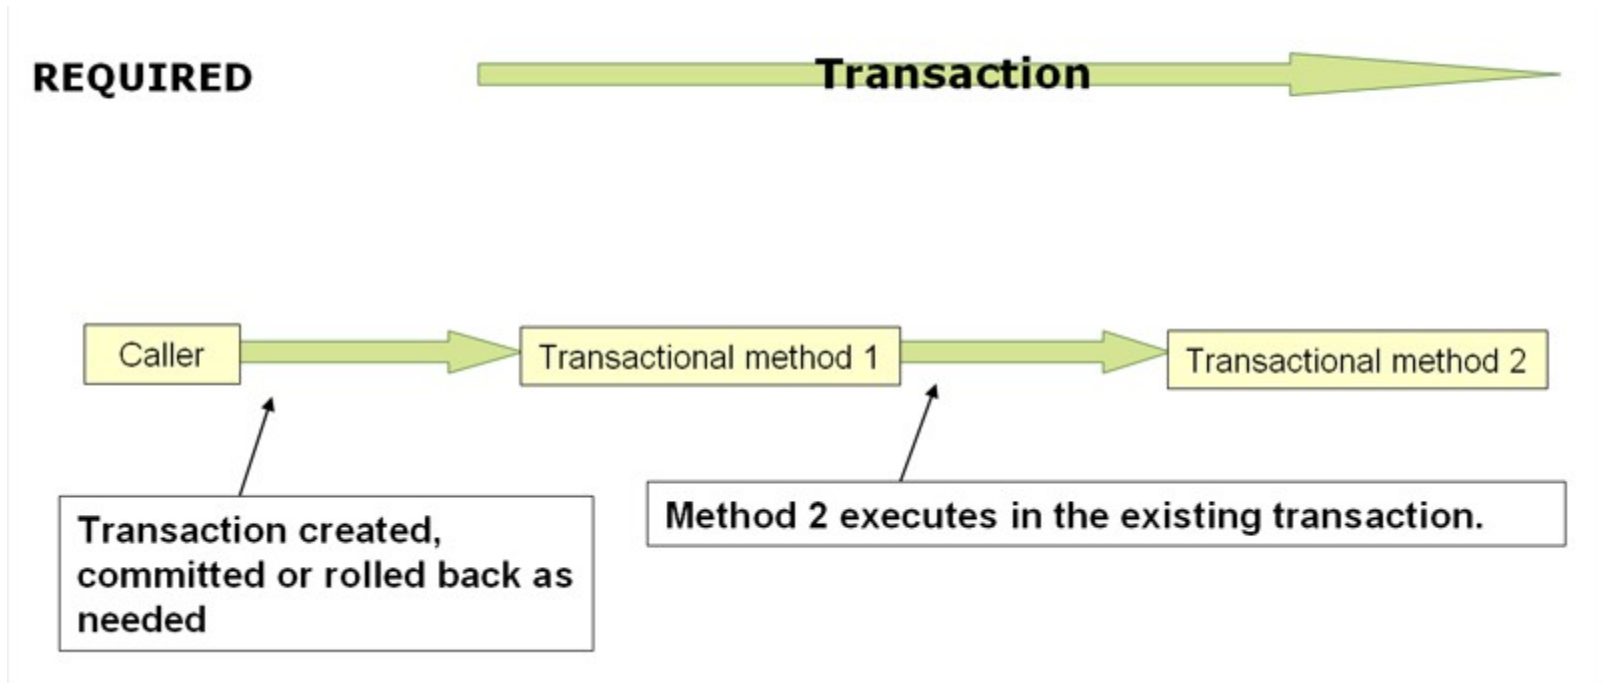 REQUIRED
Transaction
Caller
Transactional method 1
Transactional method 2
Transaction created,
committed or rolled back as
needed
Method 2 executes in the existing transaction.